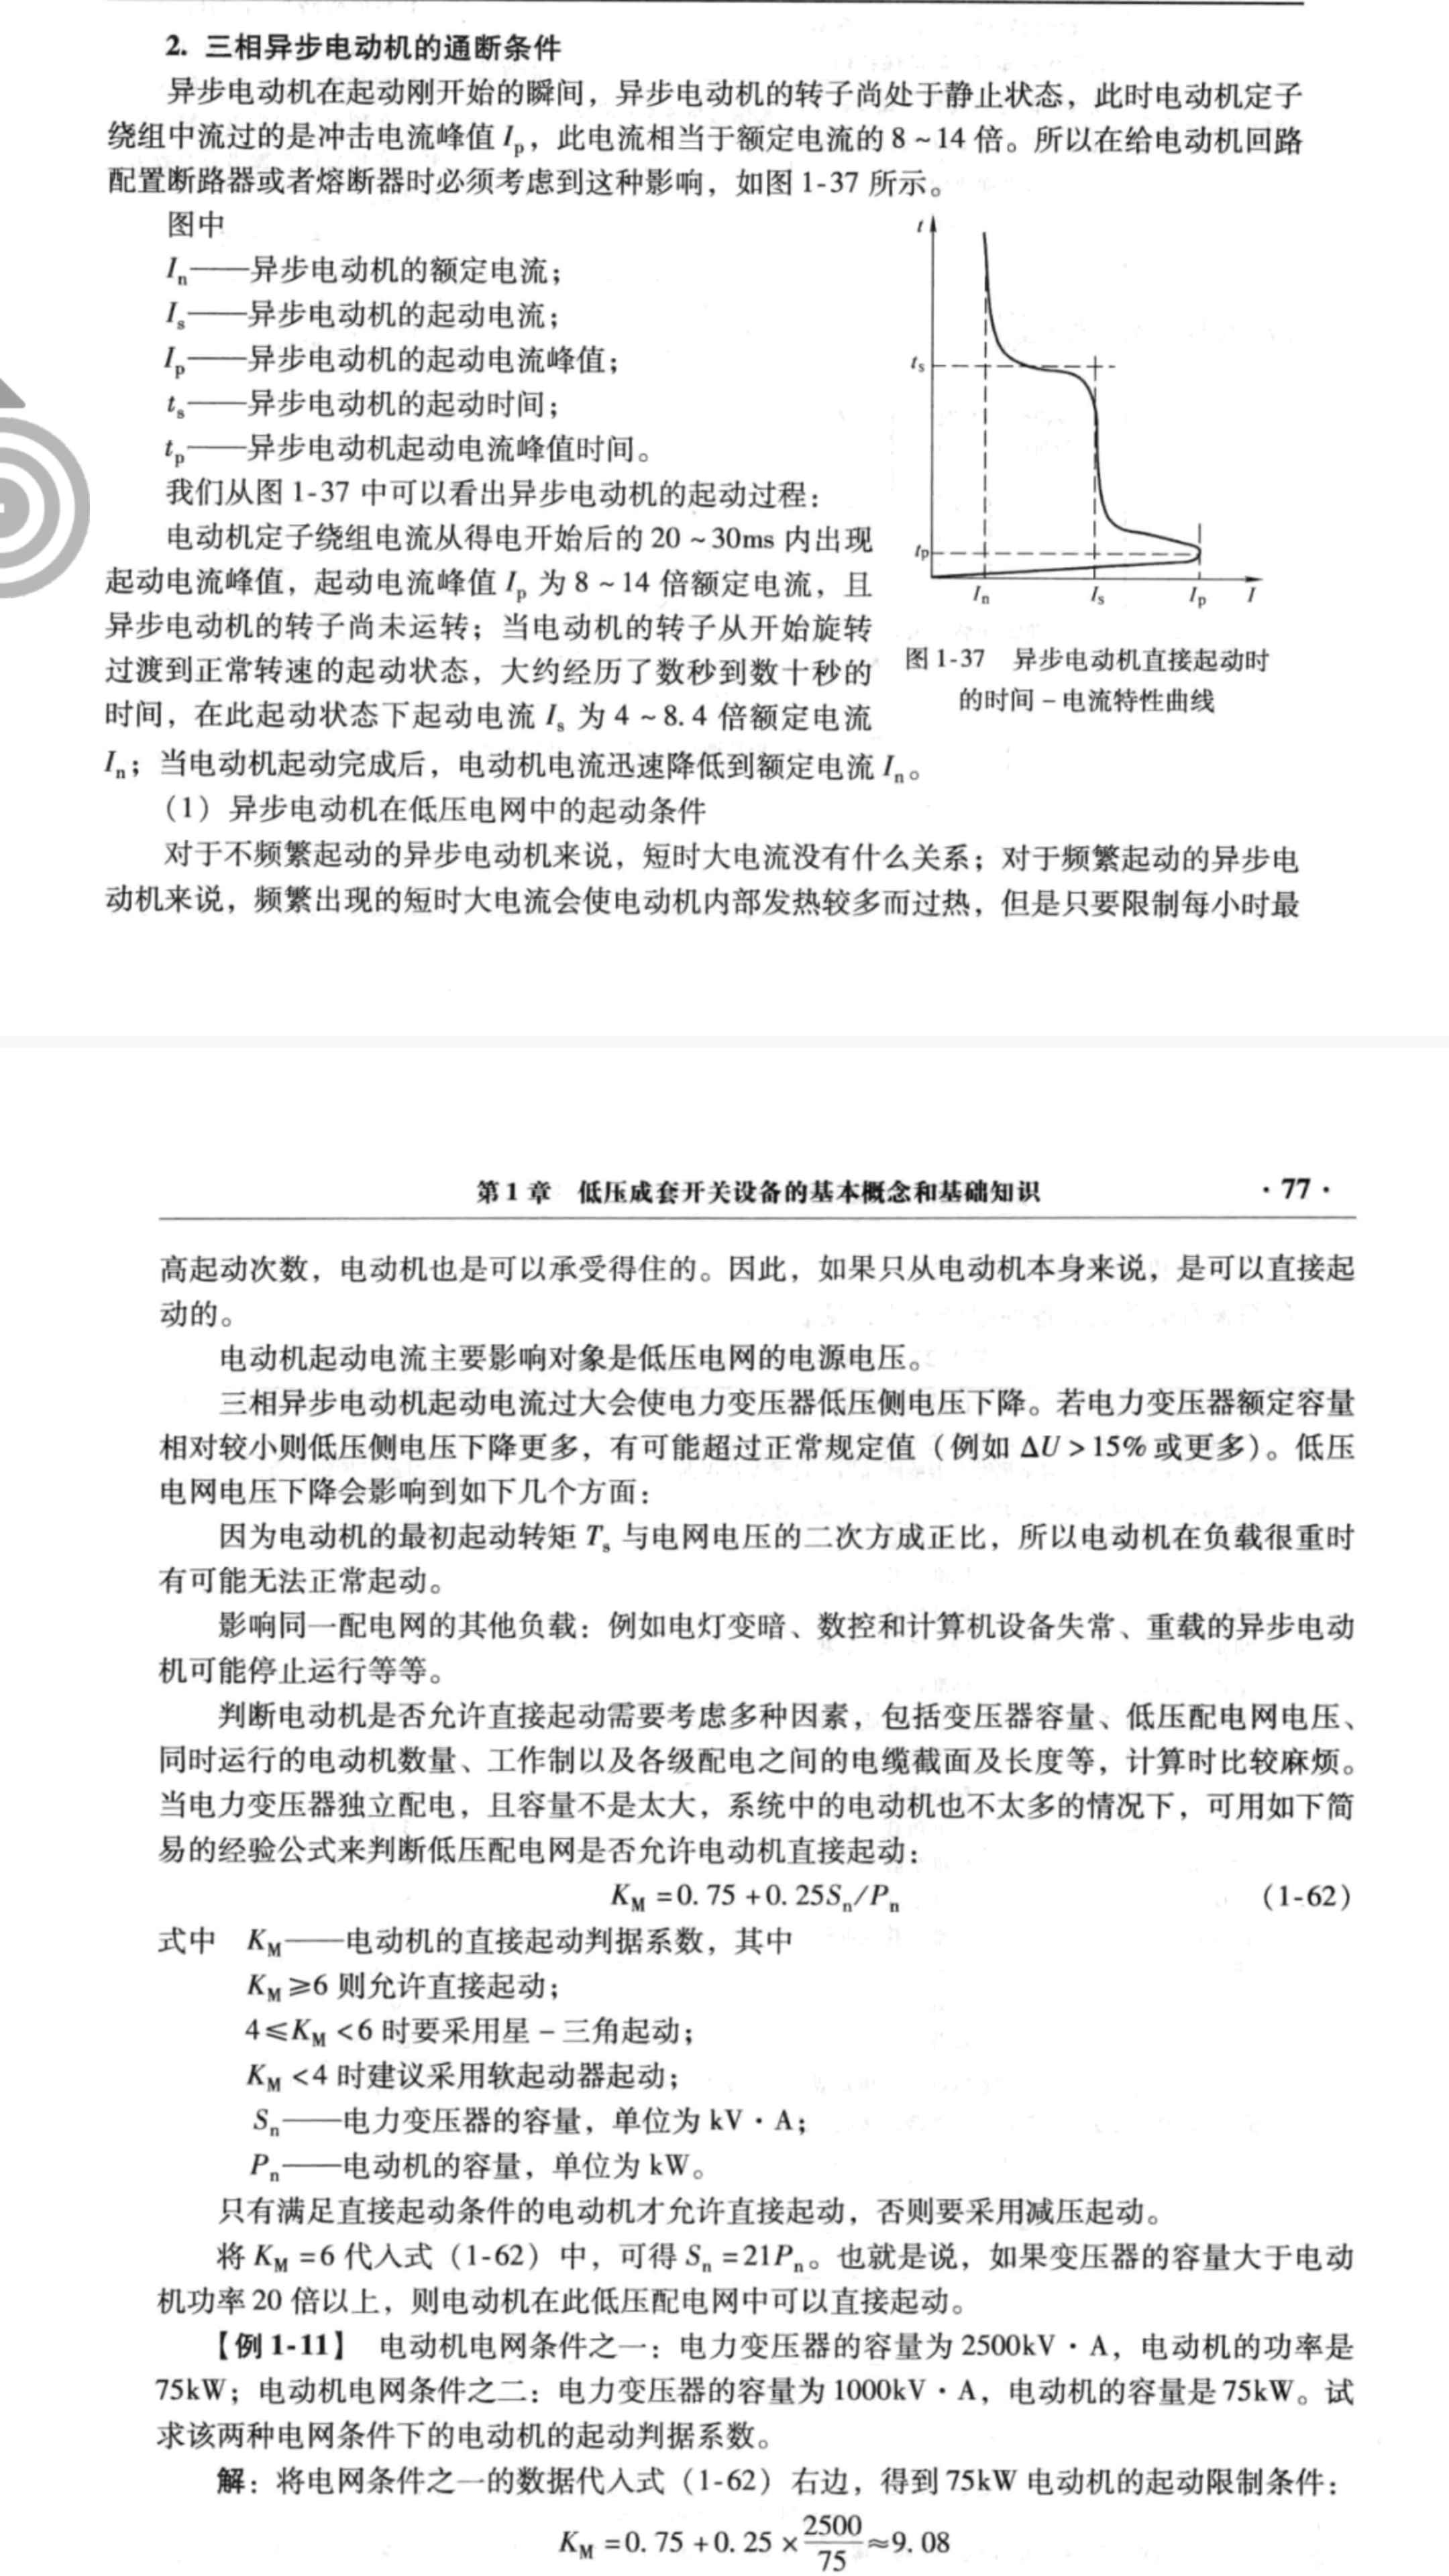 2. 三相异步电动机的通断条件
异步电动机在起动刚开始的瞬间，异步电动机的转子尚处于静止状态，此时电动机定子
绕组中流过的是冲击电流峰值 Ip，此电流相当于额定电流的 8 ~ 14 倍。所以在给电动机回路
配置断路器或者熔断器时必须考虑到这种影响，如图 1-37 所示。
图中
In——异步电动机的额定电流；
Is——异步电动机的起动电流；
Ip——异步电动机的起动电流峰值；
ts——异步电动机的起动时间；
tp——异步电动机起动电流峰值时间。
我们从图 1-37 中可以看出异步电动机的起动过程：
电动机定子绕组电流从得电开始后的 20 ~ 30ms 内出现
起动电流峰值，起动电流峰值 Ip 为 8 ~ 14 倍额定电流，且
异步电动机的转子尚未运转；当电动机的转子从开始旋转
过渡到正常转速的起动状态，大约经历了数秒到数十秒的
时间，在此起动状态下起动电流 Is 为 4 ~ 8.4 倍额定电流
In；当电动机起动完成后，电动机电流迅速降低到额定电流 In。
t
ts
tp
In Is Ip I
图 1-37 异步电动机直接起动时
的时间 – 电流特性曲线
（1）异步电动机在低压电网中的起动条件
对于不频繁起动的异步电动机来说，短时大电流没有什么关系；对于频繁起动的异步电
动机来说，频繁出现的短时大电流会使电动机内部发热较多而过热，但是只要限制每小时最
第 1 章 低压成套开关设备的基本概念和基础知识 · 77 ·
高起动次数，电动机也是可以承受得住的。因此，如果只从电动机本身来说，是可以直接起
动的。
电动机起动电流主要影响对象是低压电网的电源电压。
三相异步电动机起动电流过大会使电力变压器低压侧电压下降。若电力变压器额定容量
相对较小则低压侧电压下降更多，有可能超过正常规定值（例如 ΔU > 15% 或更多）。低压
电网电压下降会影响到如下几个方面：
因为电动机的最初起动转矩 Ts 与电网电压的二次方成正比，所以电动机在负载很重时
有可能无法正常起动。
影响同一配电网的其他负载：例如电灯变暗、数控和计算机设备失常、重载的异步电动
机可能停止运行等等。
判断电动机是否允许直接起动需要考虑多种因素，包括变压器容量、低压配电网电压、
同时运行的电动机数量、工作制以及各级配电之间的电缆截面及长度等，计算时比较麻烦。
当电力变压器独立配电，且容量不是太大，系统中的电动机也不太多的情况下，可用如下简
易的经验公式来判断低压配电网是否允许电动机直接起动：
KM = 0.75 + 0.25Sn/Pn （1-62）
式中 KM——电动机的直接起动判据系数，其中
KM ≥6 则允许直接起动；
4≤KM <6 时要采用星 – 三角起动；
KM <4 时建议采用软起动器起动；
Sn——电力变压器的容量，单位为 kV · A；
Pn——电动机的容量，单位为 kW。
只有满足直接起动条件的电动机才允许直接起动，否则要采用减压起动。
将 KM = 6 代入式（1-62）中，可得 Sn = 21Pn。也就是说，如果变压器的容量大于电动
机功率 20 倍以上，则电动机在此低压配电网中可以直接起动。
【例 1-11】 电动机电网条件之一：电力变压器的容量为 2500kV · A，电动机的功率是
75kW；电动机电网条件之二：电力变压器的容量为 1000kV · A，电动机的容量是 75kW。试
求该两种电网条件下的电动机的起动判据系数。
解：将电网条件之一的数据代入式（1-62）右边，得到 75kW 电动机的起动限制条件：
KM = 0.75 + 0.25 × 2500/75 ≈ 9.08